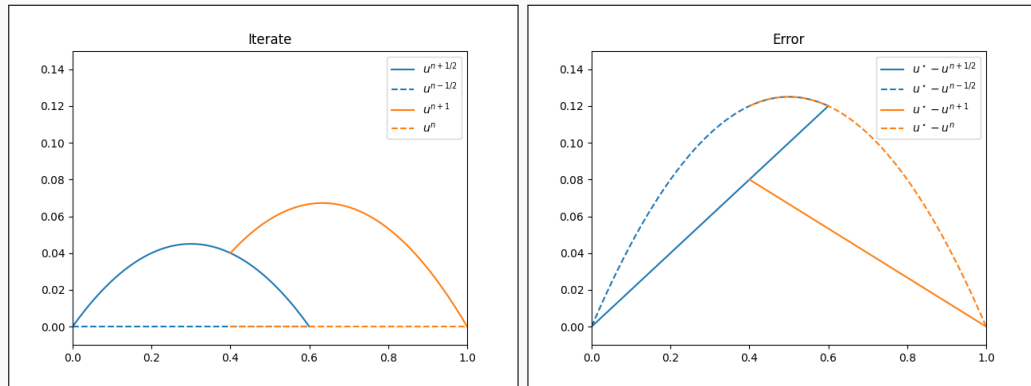 Iterate
0.14
0.12
0.10
0.08
0.06
0.04
0.02
0.00
0.0 0.2 0.4 0.6 0.8 1.0
u^{n+1/2}
u^{n−1/2}
u^{n+1}
u^{n}
Error
0.14
0.12
0.10
0.08
0.06
0.04
0.02
0.00
0.0 0.2 0.4 0.6 0.8 1.0
u^{⋆} − u^{n+1/2}
u^{⋆} − u^{n−1/2}
u^{⋆} − u^{n+1}
u^{⋆} − u^{n}